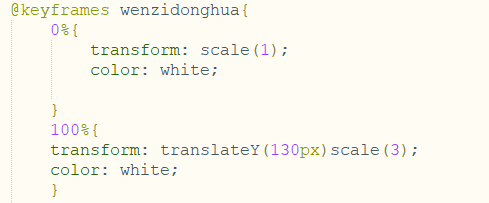 @keyframes wenzidonghua{
0%{
transform: scale(1);
color: white;
}
100%{
transform: translateY(130px)scale(3);
color: white;
}